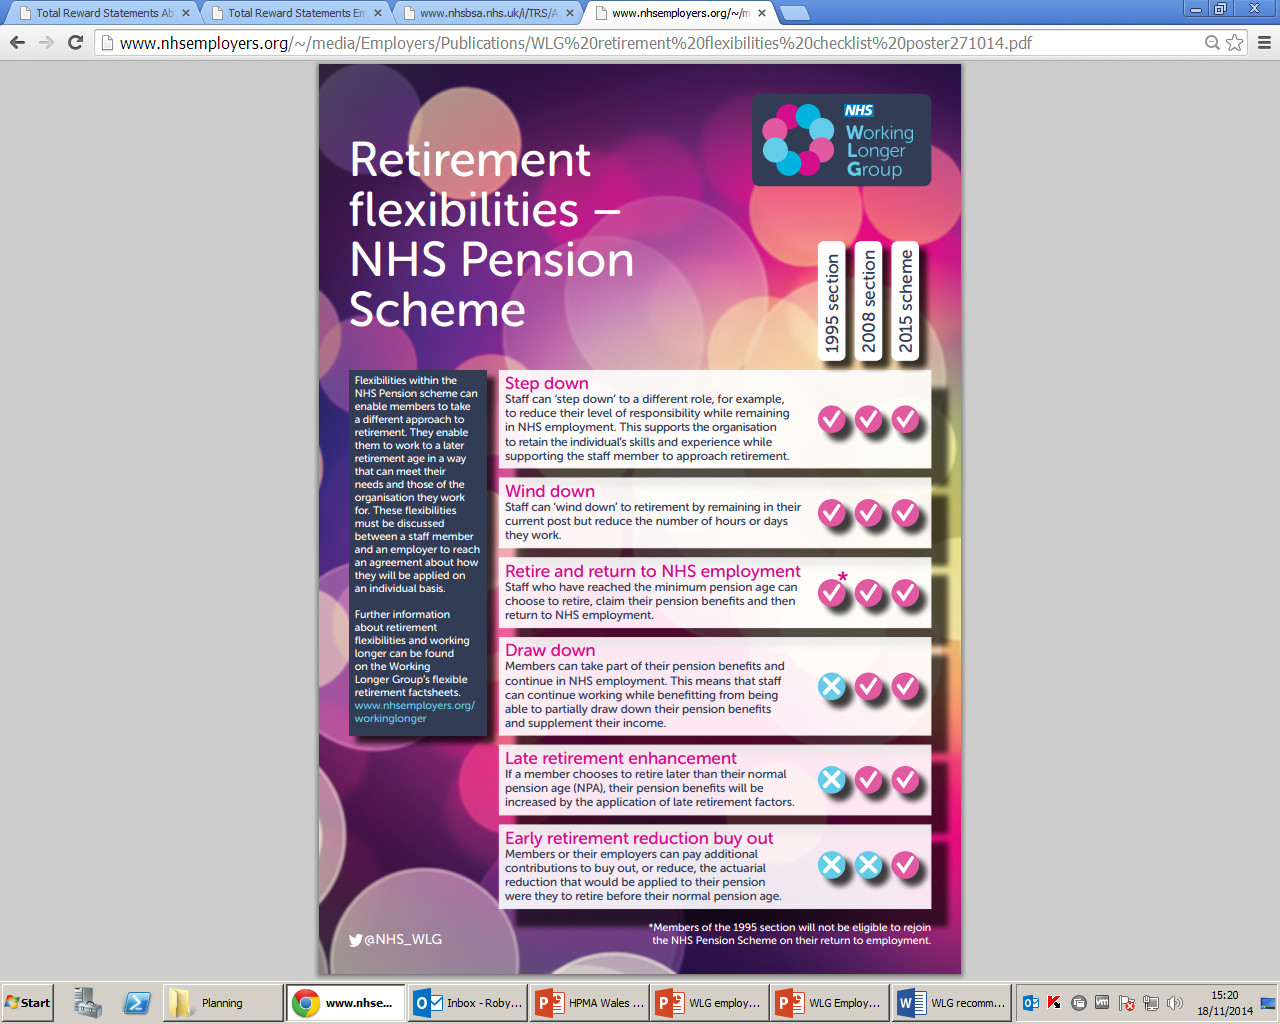 Total Reward Statements Ab
Total Reward Statements Em
www.nhsbsa.nhs.uk/i/TRS/A
www.nhsemployers.org/~/m
www.nhsemployers.org/~/media/Employers/Publications/WLG%20retirement%20flexibilities%20checklist%20poster271014.pdf
NHS
Working
Longer
Group
Retirement
flexibilities –
NHS Pension
Scheme
1995 section
2008 section
2015 scheme
Flexibilities within the
NHS Pension scheme can
enable members to take
a different approach to
retirement. They enable
them to work to a later
retirement age in a way
that can meet their
needs and those of the
organisation they work
for. These flexibilities
must be discussed
between a staff member
and an employer to reach
an agreement about how
they will be applied on
an individual basis.
Further information
about retirement
flexibilities and working
longer can be found
on the Working
Longer Group's flexible
retirement factsheets.
www.nhsemployers.org/
workinglonger
Step down
Staff can 'step down' to a different role, for example,
to reduce their level of responsibility while remaining
in NHS employment. This supports the organisation
to retain the individual's skills and experience while
supporting the staff member to approach retirement.
Wind down
Staff can 'wind down' to retirement by remaining in their
current post but reduce the number of hours or days
they work.
Retire and return to NHS employment
*
Staff who have reached the minimum pension age can
choose to retire, claim their pension benefits and then
return to NHS employment.
Draw down
Members can take part of their pension benefits and
continue in NHS employment. This means that staff
can continue working while benefitting from being
able to partially draw down their pension benefits
and supplement their income.
Late retirement enhancement
If a member chooses to retire later than their normal
pension age (NPA), their pension benefits will be
increased by the application of late retirement factors.
Early retirement reduction buy out
Members or their employers can pay additional
contributions to buy out, or reduce, the actuarial
reduction that would be applied to their pension
were they to retire before their normal pension age.
*Members of the 1995 section will not be eligible to rejoin
the NHS Pension Scheme on their return to employment.
@NHS_WLG
Start
Planning
www.nhse...
Inbox - Roby...
HPMA Wales ...
WLG employ...
WLG Employ...
WLG recomm...
15:20
18/11/2014